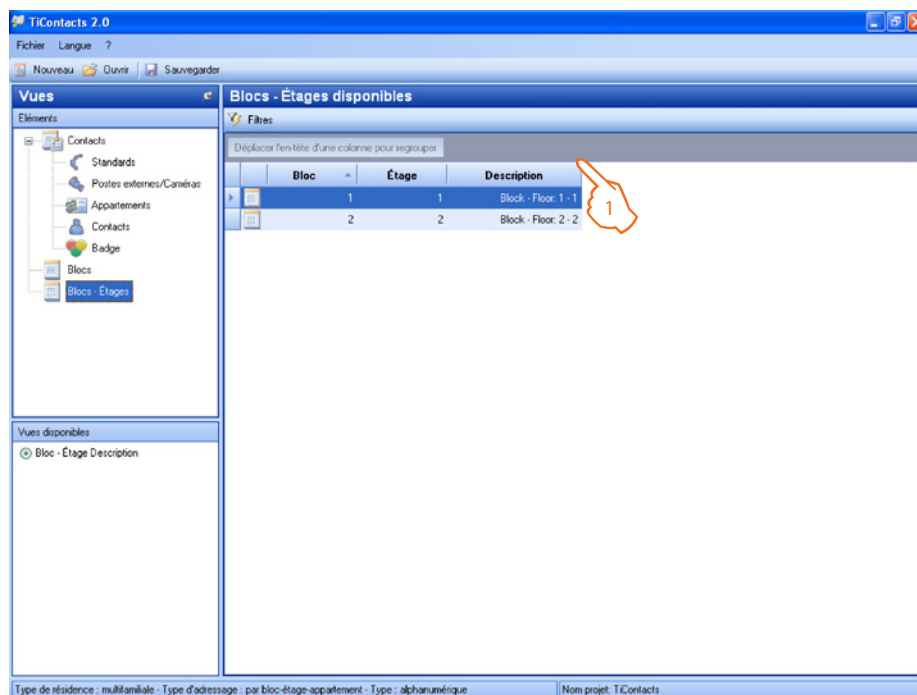 TiContacts 2.0
Fichier Langue ?
Nouveau Ouvrir Sauvegarder
Vues
Eléments
Contacts
Standards
Postes externes/Caméras
Appartements
Contacts
Badge
Blocs
Blocs - Étages
Vues disponibles
Bloc - Étage Description
Blocs - Étages disponibles
Filtres
Déplacer l'en-tête d'une colonne pour regrouper
Bloc Étage Description
1 1 Block - Floor: 1 - 1
2 2 Block - Floor: 2 - 2
1
Type de résidence : multifamiliale - Type d'adressage : par bloc-étage-appartement - Type : alphanumérique Nom projet: TiContacts